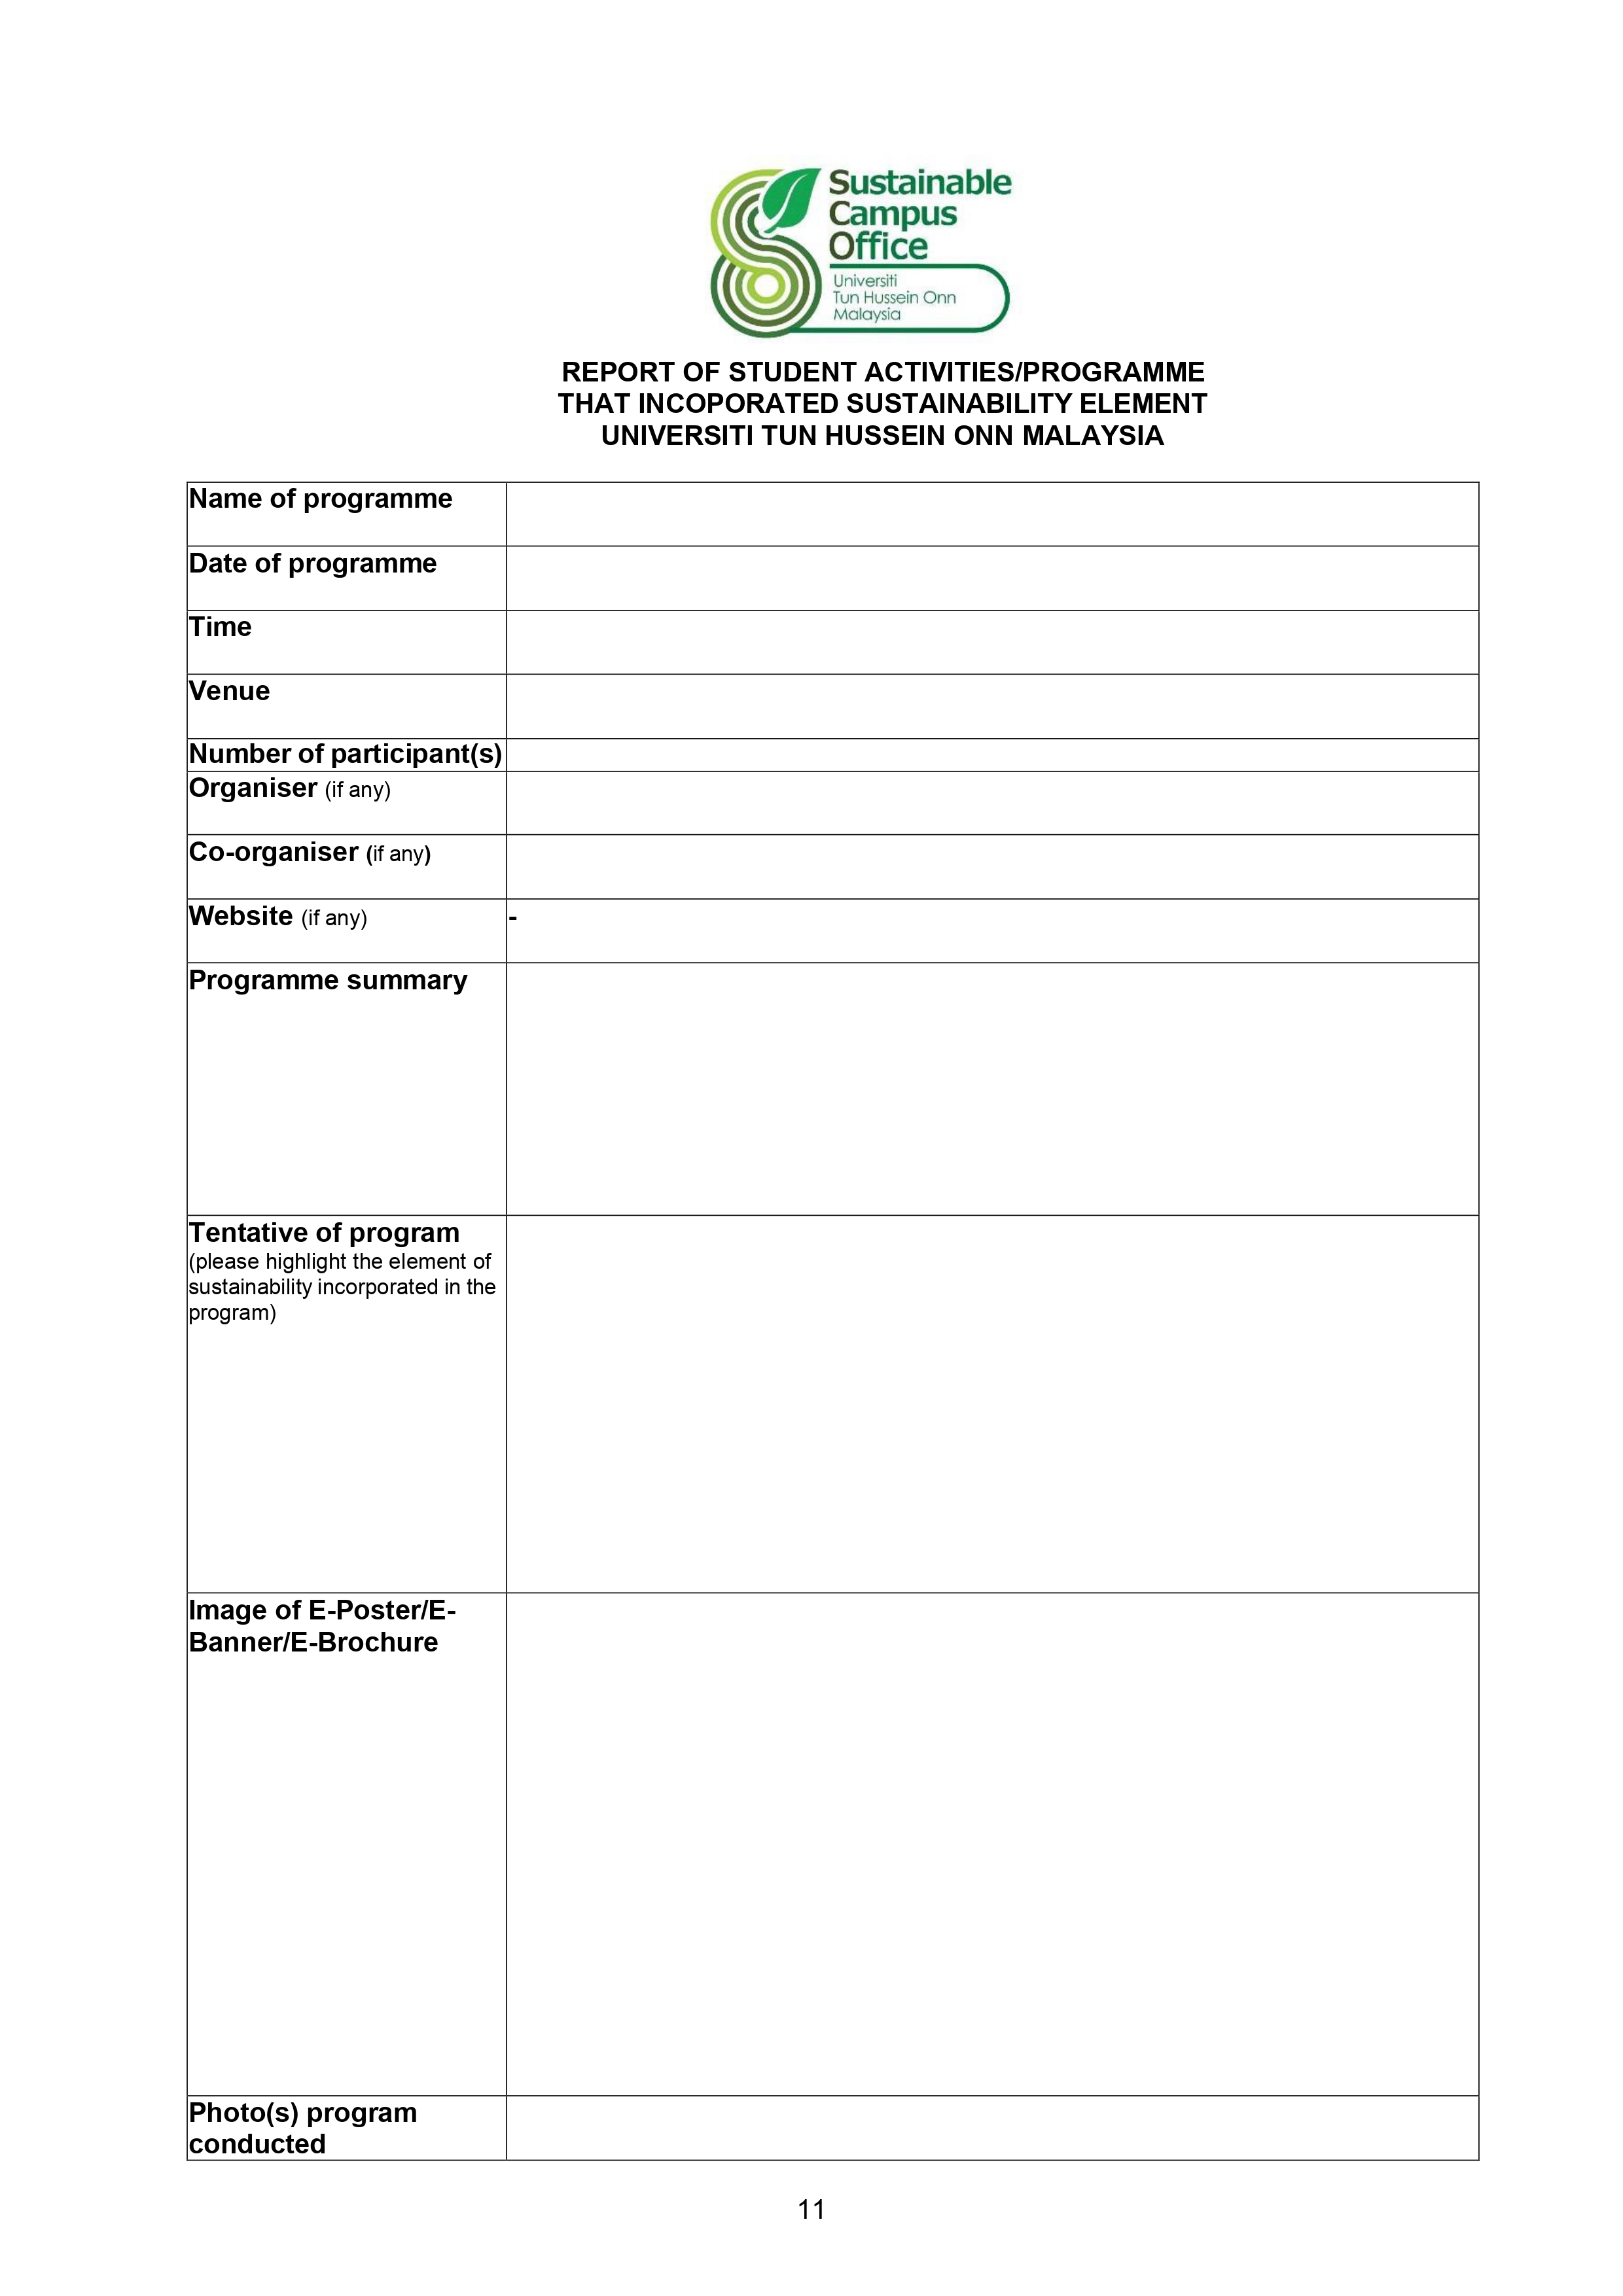 Sustainable
Campus
Office
Universiti
Tun Hussein Onn
Malaysia
REPORT OF STUDENT ACTIVITIES/PROGRAMME
THAT INCOPORATED SUSTAINABILITY ELEMENT
UNIVERSITI TUN HUSSEIN ONN MALAYSIA
Name of programme
Date of programme
Time
Venue
Number of participant(s)
Organiser (if any)
Co-organiser (if any)
Website (if any) -
Programme summary
Tentative of program
(please highlight the element of
sustainability incorporated in the
program)
Image of E-Poster/E-
Banner/E-Brochure
Photo(s) program
conducted
11